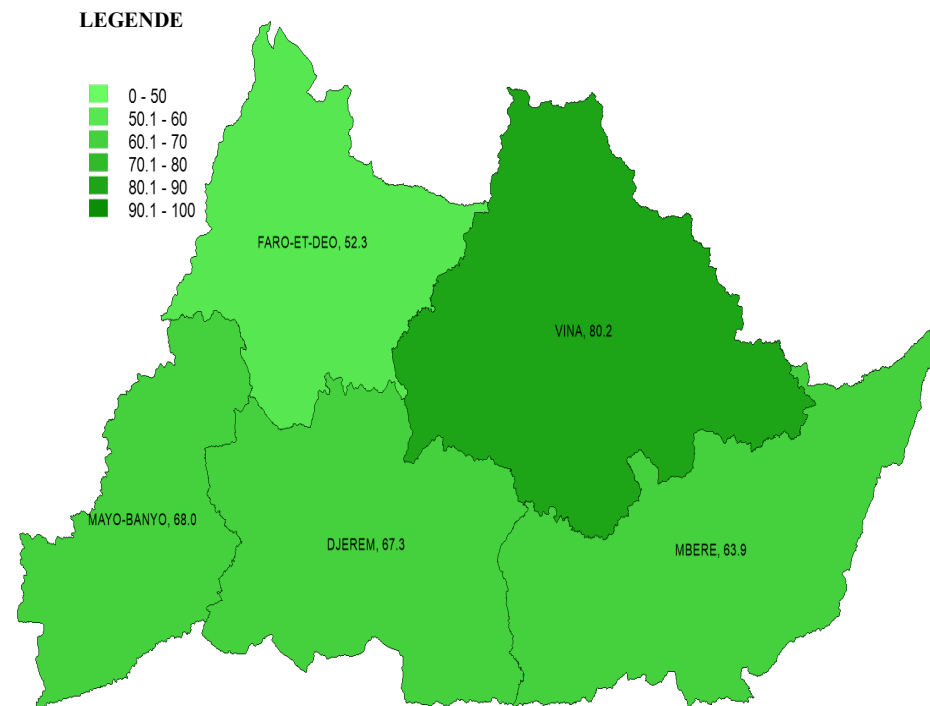 LEGENDE
0 - 50
50.1 - 60
60.1 - 70
70.1 - 80
80.1 - 90
90.1 - 100
FARO-ET-DEO, 52.3
VINA, 80.2
MAYO-BANYO, 68.0
DJEREM, 67.3
MBERE, 63.9